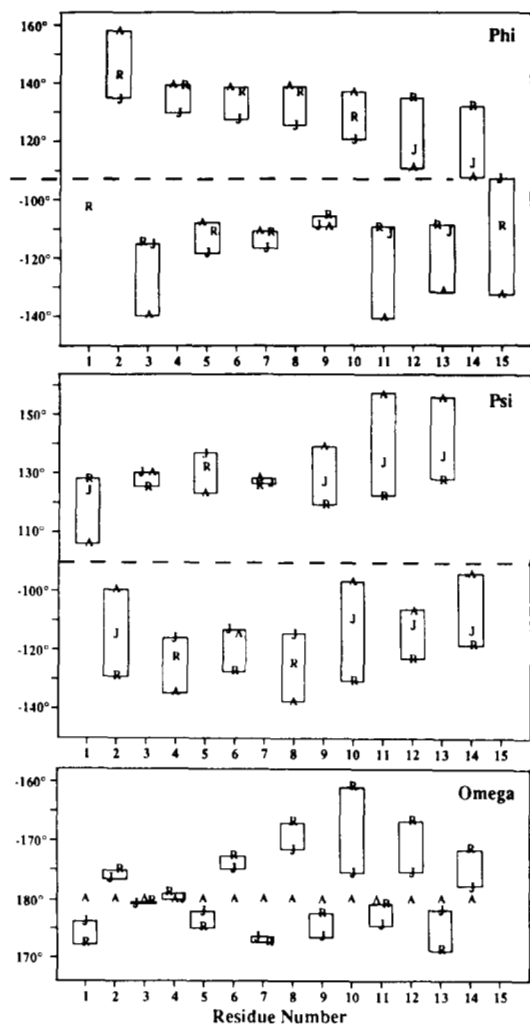 160° A Phi
R
140° A R A R A R A
J R R
J J J R
120° J
J J
A A J
-100° R
A R
R J A R A R J A R J R J R
-120° J J
A A
-140° A A
1 2 3 4 5 6 7 8 9 10 11 12 13 14 15
Psi
150° A A
J A J
130° R J R R A R J J J J R
A R R
110° A
-100° A A A
J J A J
-120° J R J A J R R
R A R A R
-140°
1 2 3 4 5 6 7 8 9 10 11 12 13 14 15
-160° R Omega
-170° R R R R
J R J J J J J
180° A A J A R R A J A A A A A A R A A A
170° J R J R J R R J J J R
1 2 3 4 5 6 7 8 9 10 11 12 13 14 15
Residue Number